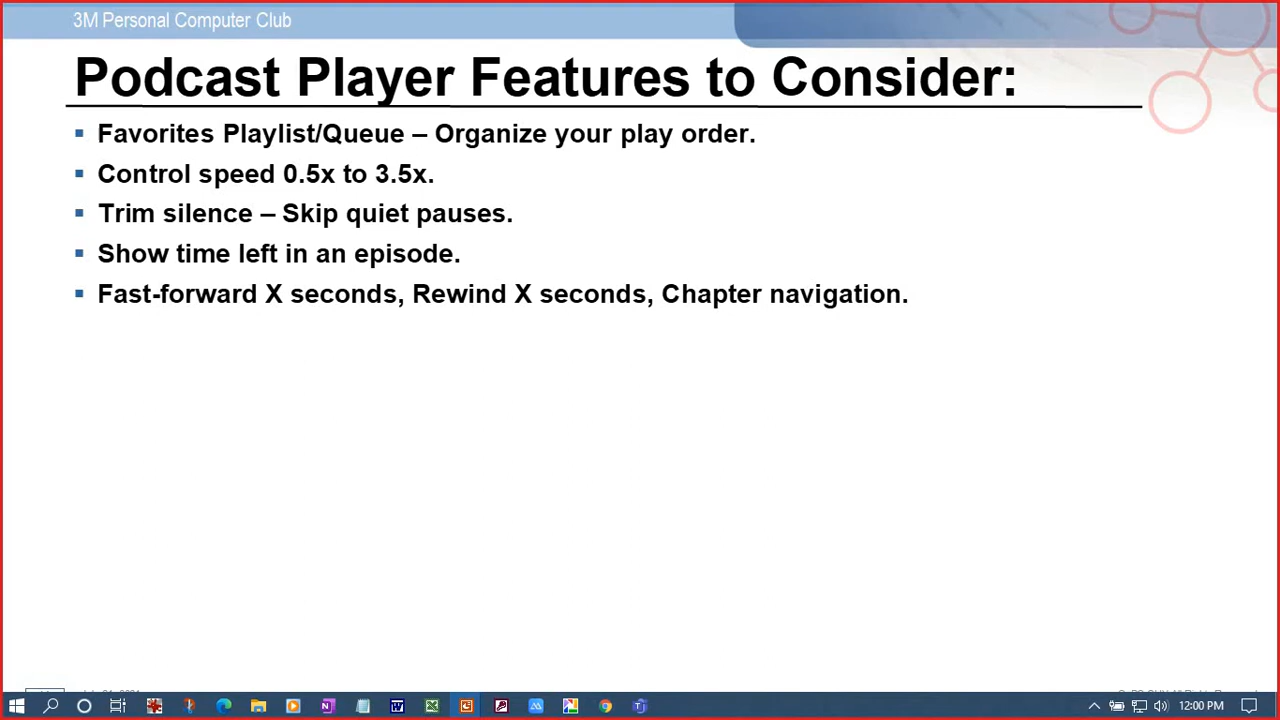 3M Personal Computer Club
Podcast Player Features to Consider:
Favorites Playlist/Queue – Organize your play order.
Control speed 0.5x to 3.5x.
Trim silence – Skip quiet pauses.
Show time left in an episode.
Fast-forward X seconds, Rewind X seconds, Chapter navigation.
12:00 PM